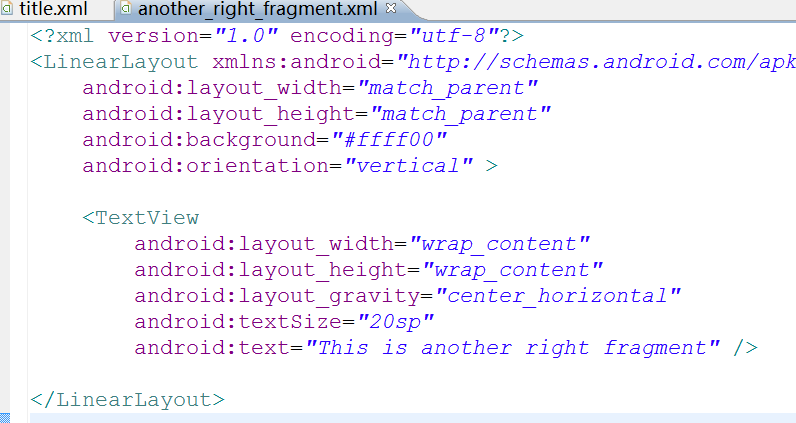 title.xml another_right_fragment.xml
<?xml version="1.0" encoding="utf-8"?>
<LinearLayout xmlns:android="http://schemas.android.com/apk
    android:layout_width="match_parent"
    android:layout_height="match_parent"
    android:background="#ffff00"
    android:orientation="vertical" >
    <TextView
        android:layout_width="wrap_content"
        android:layout_height="wrap_content"
        android:layout_gravity="center_horizontal"
        android:textSize="20sp"
        android:text="This is another right fragment" />
</LinearLayout>